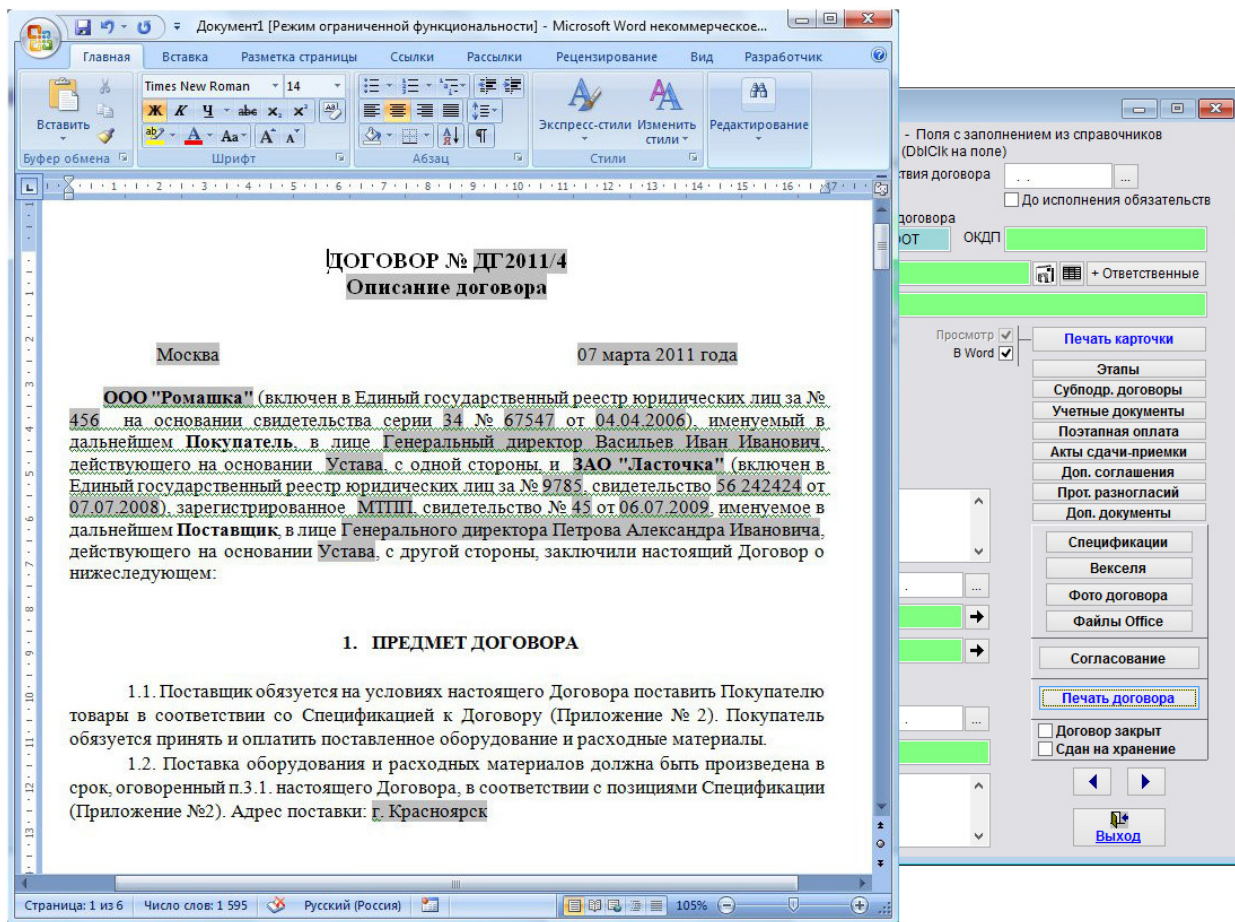 Документ1 [Режим ограниченной функциональности] - Microsoft Word некоммерческое...
Главная Вставка Разметка страницы Ссылки Рассылки Рецензирование Вид Разработчик
Вставить
Буфер обмена
Times New Roman 14
Ж К Ч abe x₂ x² Aa
ab A Aa A A
Шрифт
Абзац
Экспресс-стили Изменить стили
Стили
Редактирование
ДОГОВОР № ДГ2011/4
Описание договора
Москва 07 марта 2011 года
ООО "Ромашка" (включен в Единый государственный реестр юридических лиц за №
456 на основании свидетельства серии 34 № 67547 от 04.04.2006), именуемый в
дальнейшем Покупатель, в лице Генеральный директор Васильев Иван Иванович,
действующего на основании Устава, с одной стороны, и ЗАО "Ласточка" (включен в
Единый государственный реестр юридических лиц за № 9785, свидетельство 56 242424 от
07.07.2008), зарегистрированное МТПП, свидетельство № 45 от 06.07.2009, именуемое в
дальнейшем Поставщик, в лице Генерального директора Петрова Александра Ивановича,
действующего на основании Устава, с другой стороны, заключили настоящий Договор о
нижеследующем:
1. ПРЕДМЕТ ДОГОВОРА
1.1. Поставщик обязуется на условиях настоящего Договора поставить Покупателю
товары в соответствии со Спецификацией к Договору (Приложение № 2). Покупатель
обязуется принять и оплатить поставленное оборудование и расходные материалы.
1.2. Поставка оборудования и расходных материалов должна быть произведена в
срок, оговоренный п.3.1. настоящего Договора, в соответствии с позициями Спецификации
(Приложение №2). Адрес поставки: г. Красноярск
Страница: 1 из 6 Число слов: 1 595 Русский (Россия) 105%
- Поля с заполнением из справочников
(DblClk на поле)
ствия договора . . ...
До исполнения обязательств
договора
ОТ ОКДП
+ Ответственные
Просмотр
В Word
Печать карточки
Этапы
Субподр. договоры
Учетные документы
Поэтапная оплата
Акты сдачи-приемки
Доп. соглашения
Прот. разногласий
Доп. документы
Спецификации
Векселя
Фото договора
Файлы Office
Согласование
Печать договора
Договор закрыт
Сдан на хранение
Выход